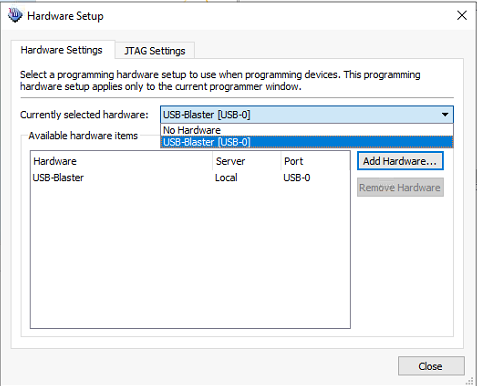 Hardware Setup
Hardware Settings
JTAG Settings
Select a programming hardware setup to use when programming devices. This programming
hardware setup applies only to the current programmer window.
Currently selected hardware:
USB-Blaster [USB-0]
No Hardware
USB-Blaster [USB-0]
Available hardware items
Hardware Server Port
USB-Blaster Local USB-0
Add Hardware...
Remove Hardware
Close